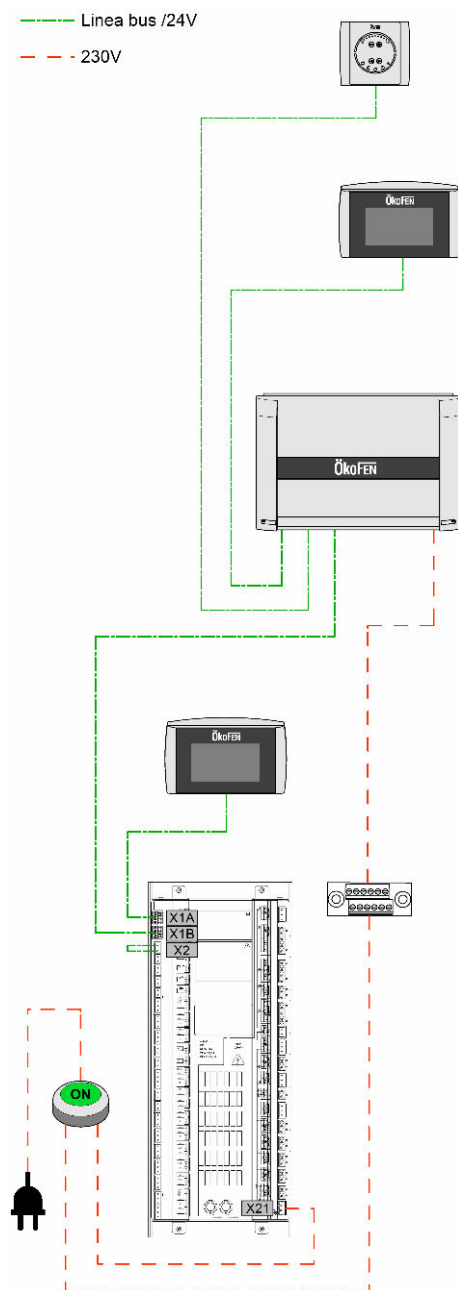 Linea bus /24V
230V
ÖkoFEN
ÖkoFEN
ÖkoFEN
X1A
X1B
X2
ON
X21